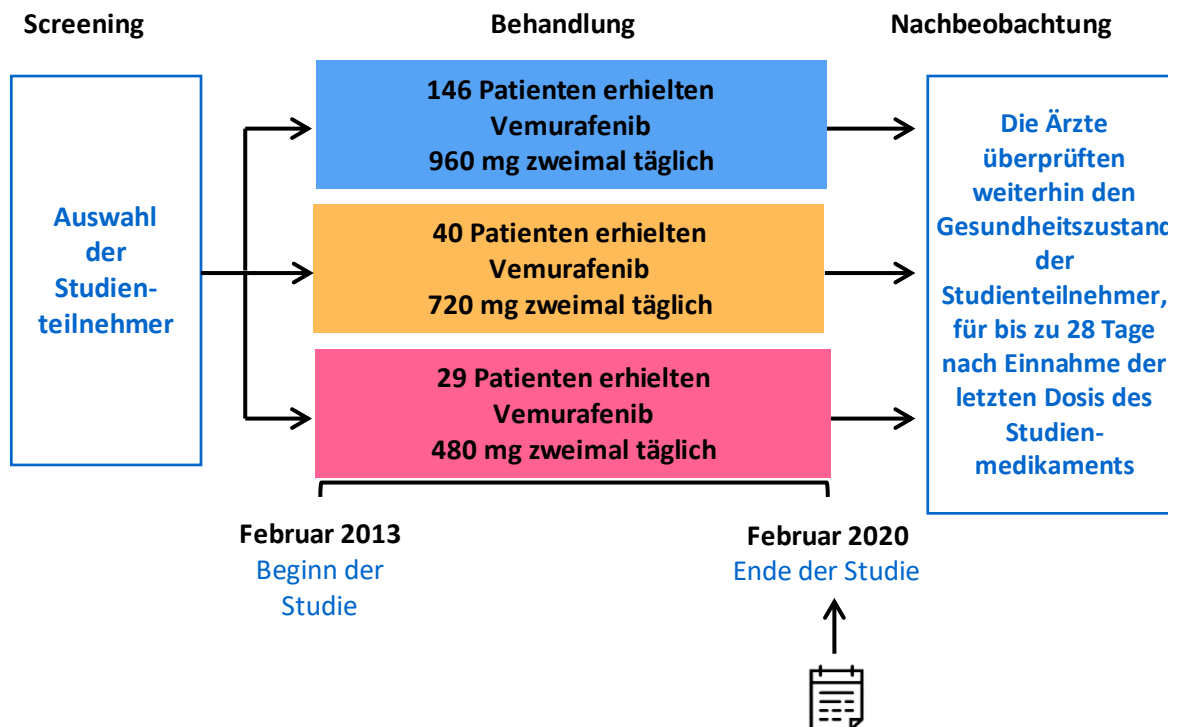 Screening
Behandlung
Nachbeobachtung
Auswahl
der
Studien-
teilnehmer
146 Patienten erhielten
Vemurafenib
960 mg zweimal täglich
40 Patienten erhielten
Vemurafenib
720 mg zweimal täglich
29 Patienten erhielten
Vemurafenib
480 mg zweimal täglich
Die Ärzte
überprüften
weiterhin den
Gesundheitszustand
der
Studienteilnehmer,
für bis zu 28 Tage
nach Einnahme der
letzten Dosis des
Studien-
medikaments
Februar 2013
Beginn der
Studie
Februar 2020
Ende der Studie